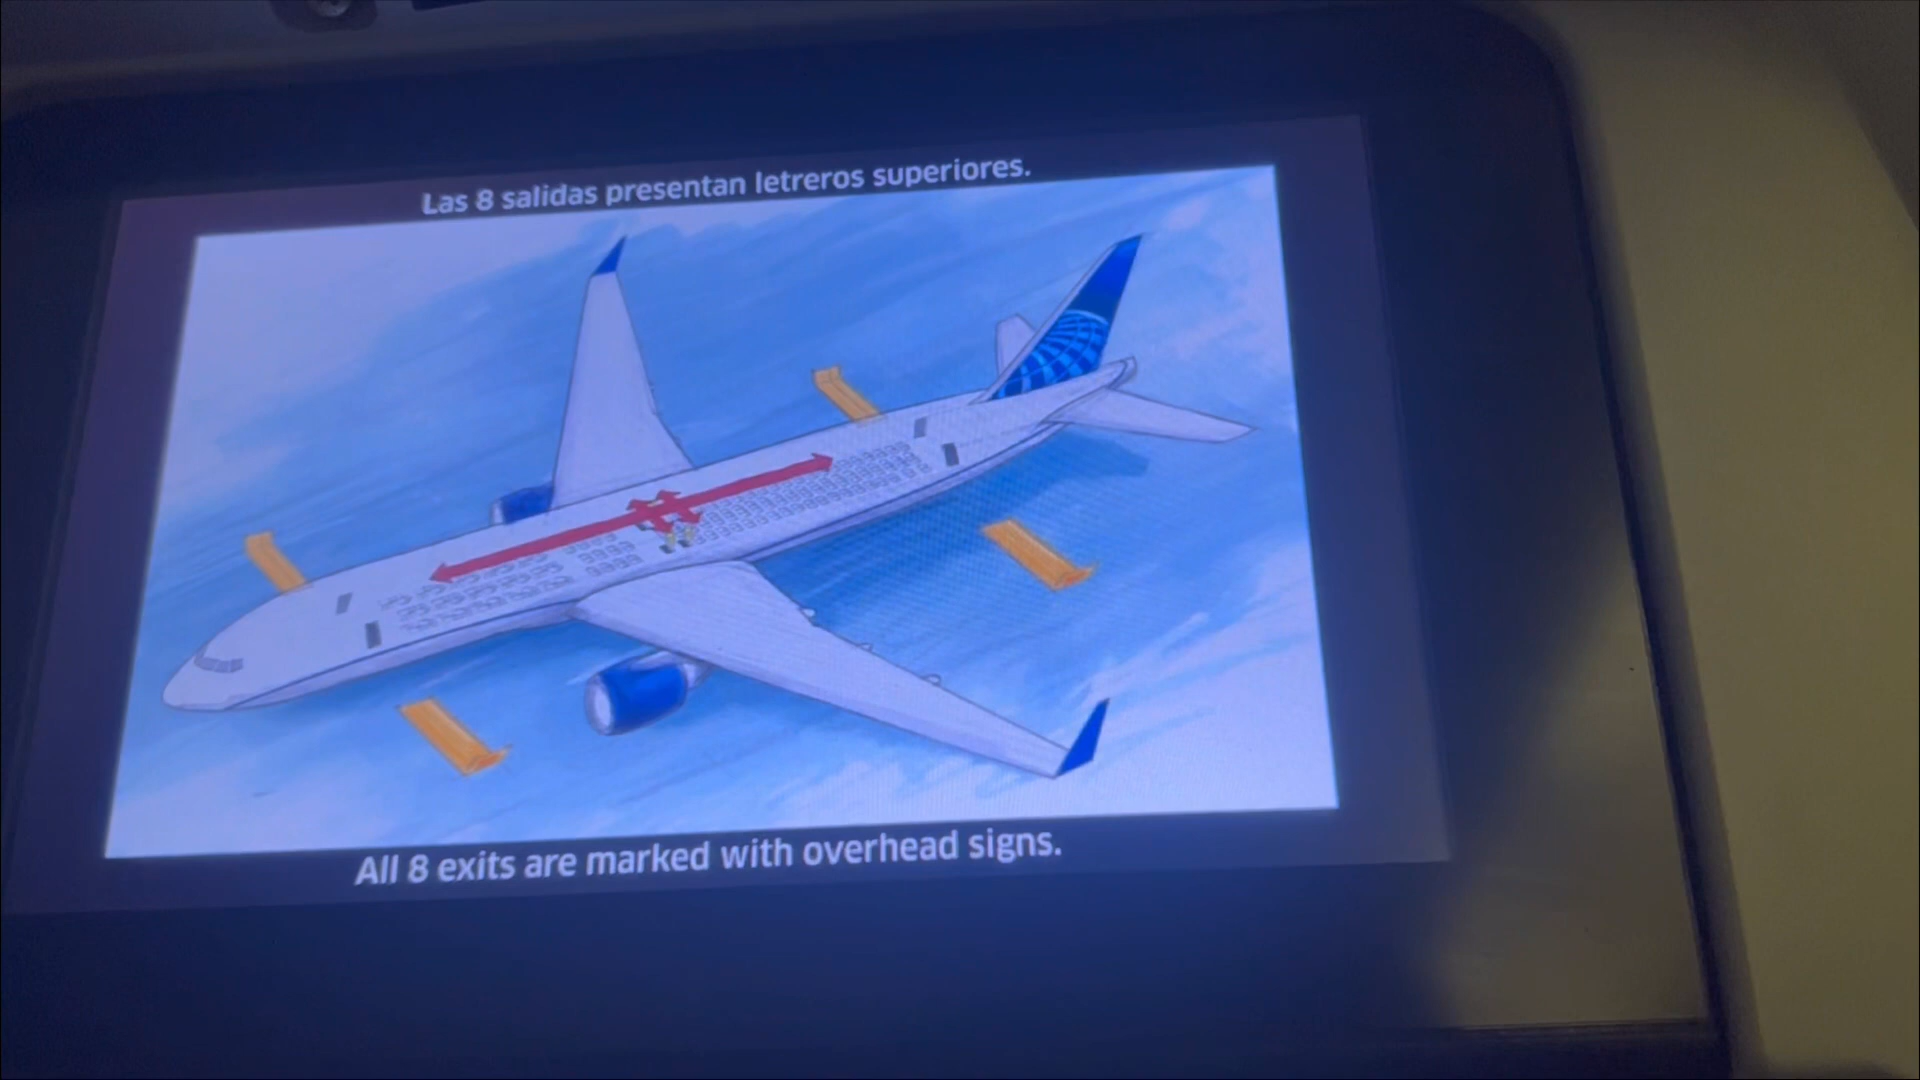 Las 8 salidas presentan letreros superiores.
All 8 exits are marked with overhead signs.